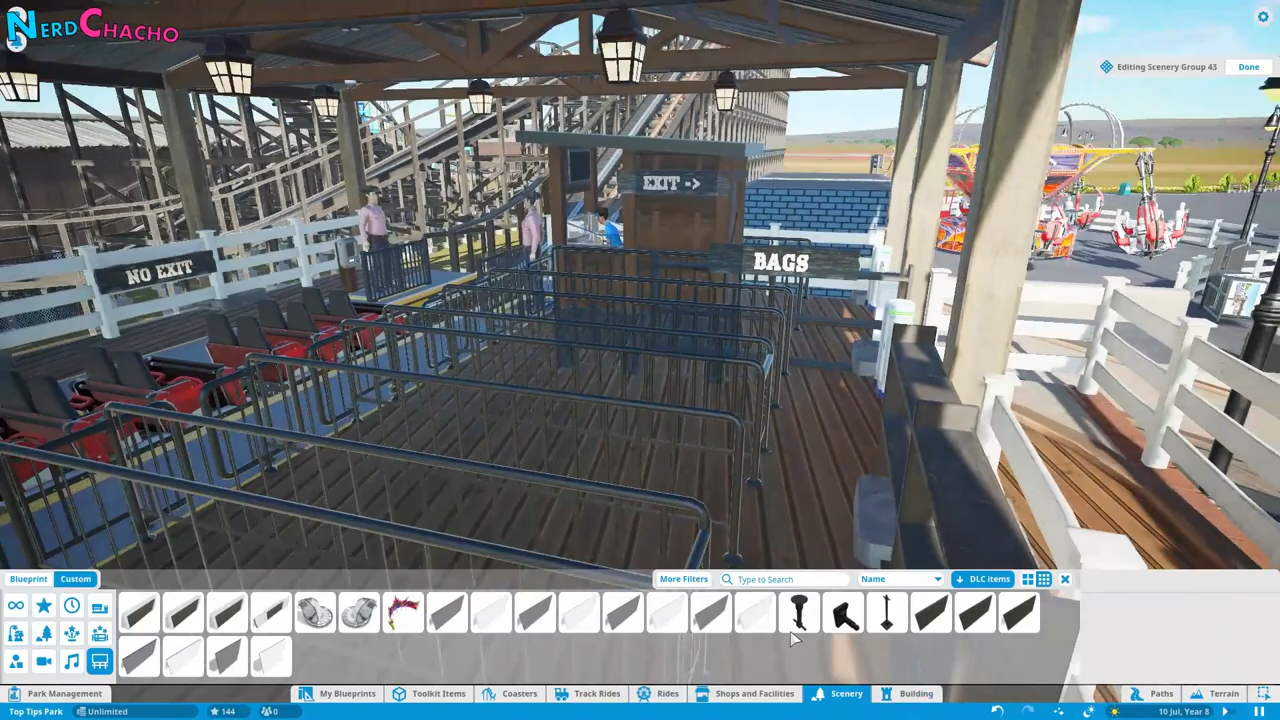 NERDCHACHO
Editing Scenery Group 43
Done
EXIT ->
NO EXIT
BAGS
Blueprint
Custom
More Filters
Type to Search
Name
DLC items
Park Management
My Blueprints
Toolkit Items
Coasters
Track Rides
Rides
Shops and Facilities
Scenery
Building
Paths
Terrain
Top Tips Park
Unlimited
144
0
10 Jul, Year 8